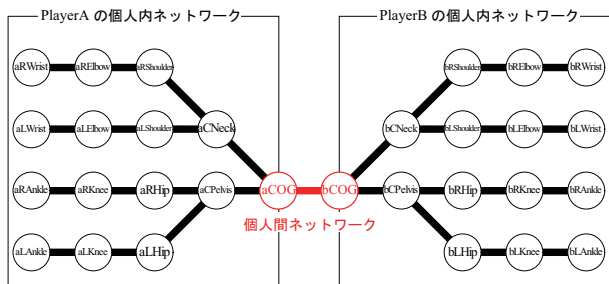 PlayerA の個人内ネットワーク
PlayerB の個人内ネットワーク
aRWrist aRElbow aRShoulder
bRShoulder bRElbow bRWrist
aLWrist aLElbow aLShoulder aCNeck
bCNeck bLShoulder bLElbow bLWrist
aRAnkle aRKnee aRHip aCPelvis aCOG
bCOG bCPelvis bRHip bRKnee bRAnkle
個人間ネットワーク
aLAnkle aLKnee aLHip
bLHip bLKnee bLAnkle